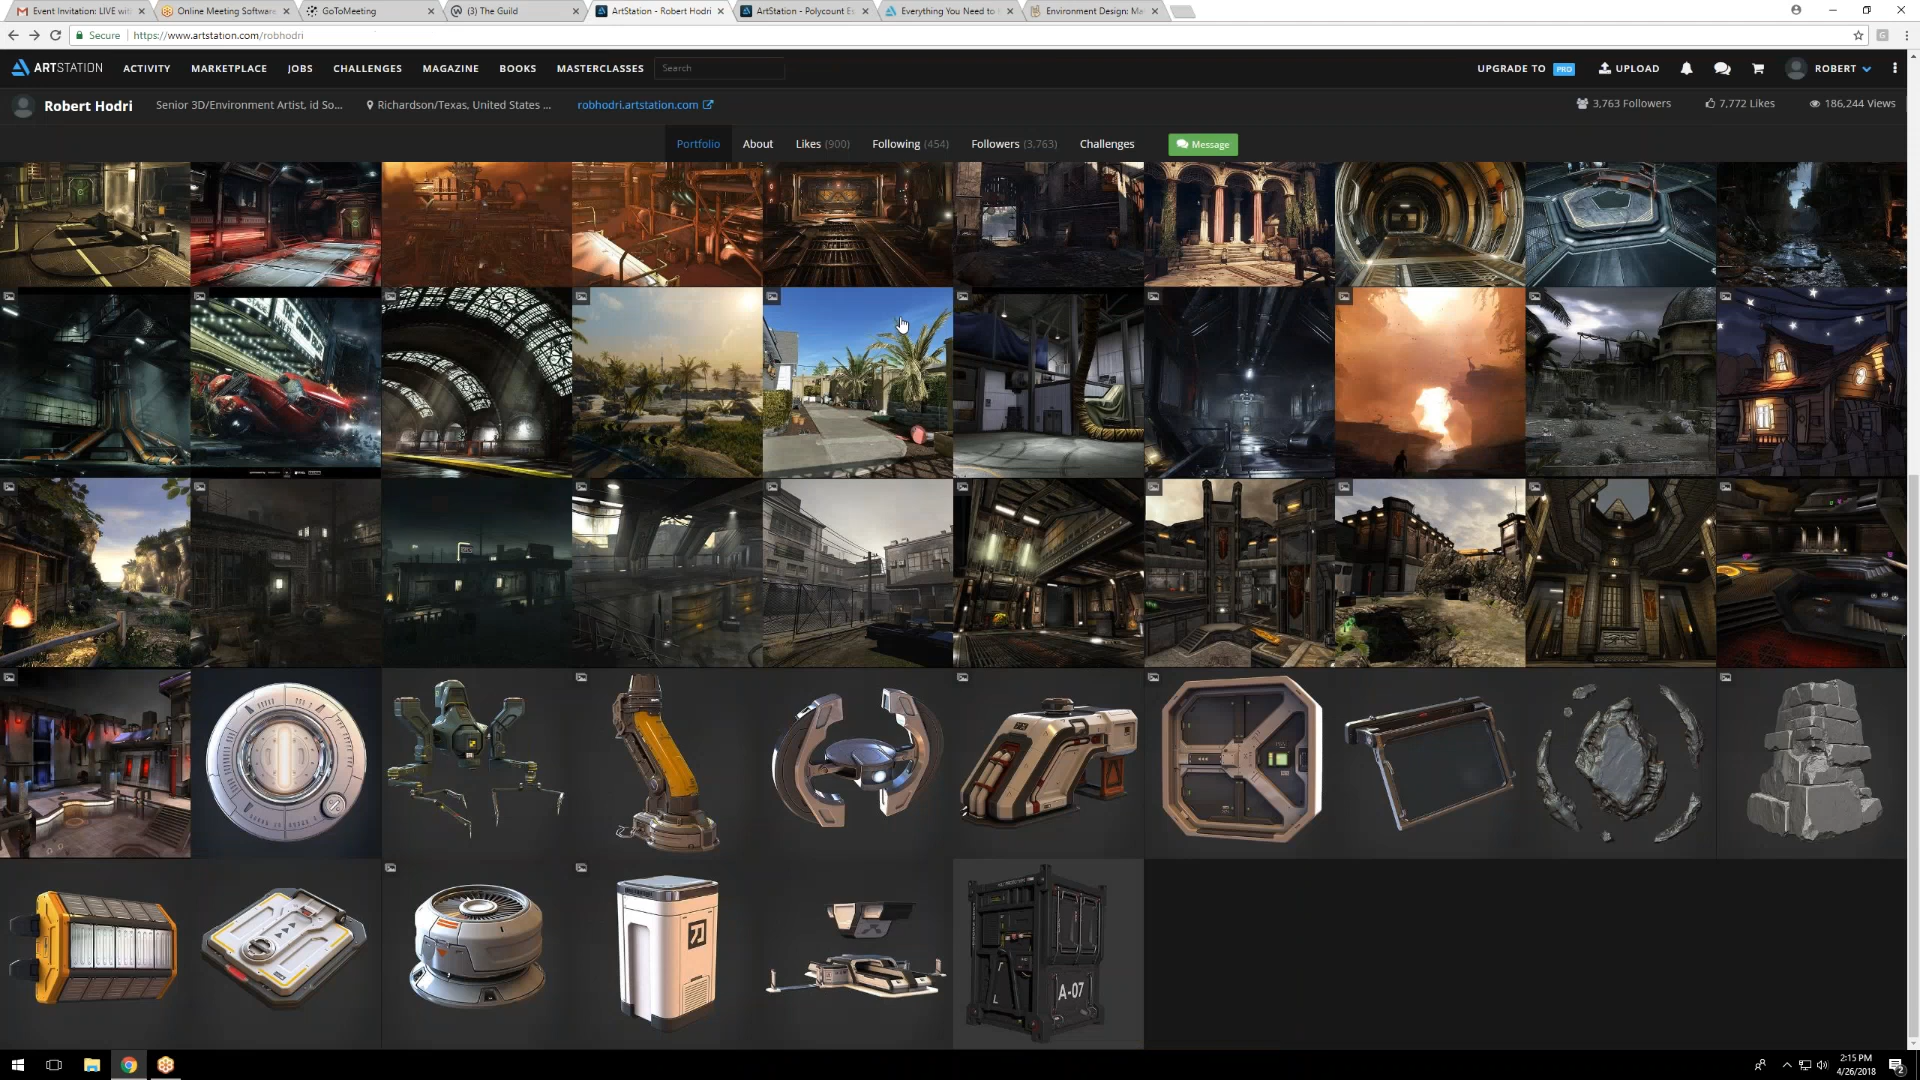 Event Invitation: LIVE wit
Online Meeting Software
GoToMeeting
(3) The Guild
ArtStation - Robert Hodri
ArtStation - Polycount E
Everything You Need to
Environment Design: Ma
Secure
https://www.artstation.com/robhodri
ARTSTATION
ACTIVITY
MARKETPLACE
JOBS
CHALLENGES
MAGAZINE
BOOKS
MASTERCLASSES
Search
UPGRADE TO PRO
UPLOAD
ROBERT
Robert Hodri
Senior 3D/Environment Artist, id So...
Richardson/Texas, United States ...
robhodri.artstation.com
3,763 Followers
7,772 Likes
186,244 Views
Portfolio
About
Likes (900)
Following (454)
Followers (3,763)
Challenges
Message
A-07
L
2:15 PM
4/26/2018
2